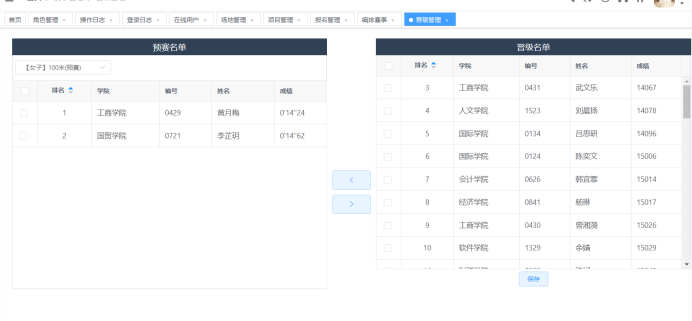 首页 角色管理 × 操作日志 × 登录日志 × 在线用户 × 场地管理 × 项目管理 × 报名管理 × 编排赛事 × 晋级管理 ×
预赛名单
【女子】100米(预赛)
排名 学院 编号 姓名 成绩
1 工商学院 0429 黄月梅 0'14"24
2 国贸学院 0721 李芷玥 0'14"62
晋级名单
排名 学院 编号 姓名 成绩
3 工商学院 0431 武文乐 14067
4 人文学院 1523 刘晨扬 14078
5 国际学院 0134 吕思研 14096
6 国际学院 0124 陈奕文 15006
7 会计学院 0626 韩宜霏 15014
8 经济学院 0841 杨琳 15017
9 工商学院 0430 曾湘漪 15026
10 软件学院 1329 余婧 15029
保存